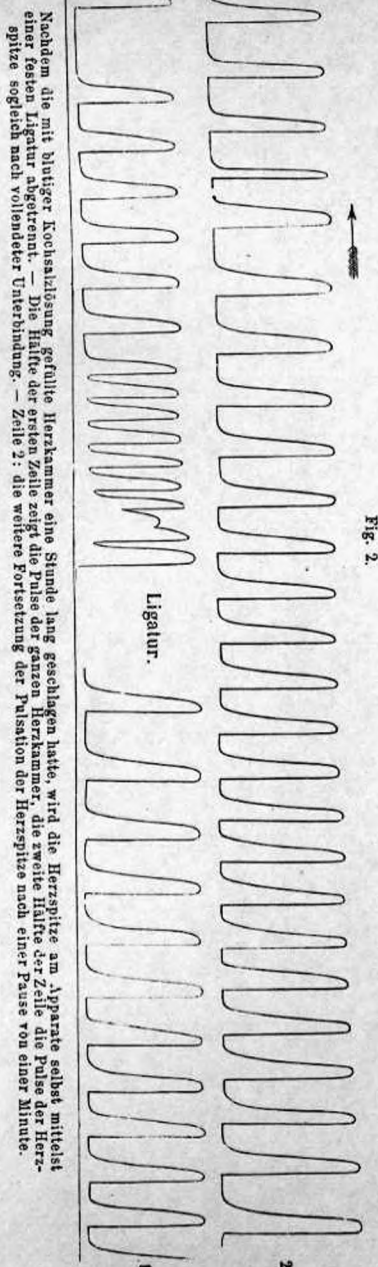 Fig. 2.
2
Ligatur.
1
Nachdem die mit blutiger Kochsalzlösung gefüllte Herzkammer eine Stunde lang geschlagen hatte, wird die Herzspitze am Apparate selbst mittelst
einer festen Ligatur abgetrennt. — Die Hälfte der ersten Zeile zeigt die Pulse der ganzen Herzkammer, die zweite Hälfte der Zeile die Pulse der Herz-
spitze sogleich nach vollendeter Unterbindung. — Zeile 2: die weitere Fortsetzung der Pulsation der Herzspitze nach einer Pause von einer Minute.